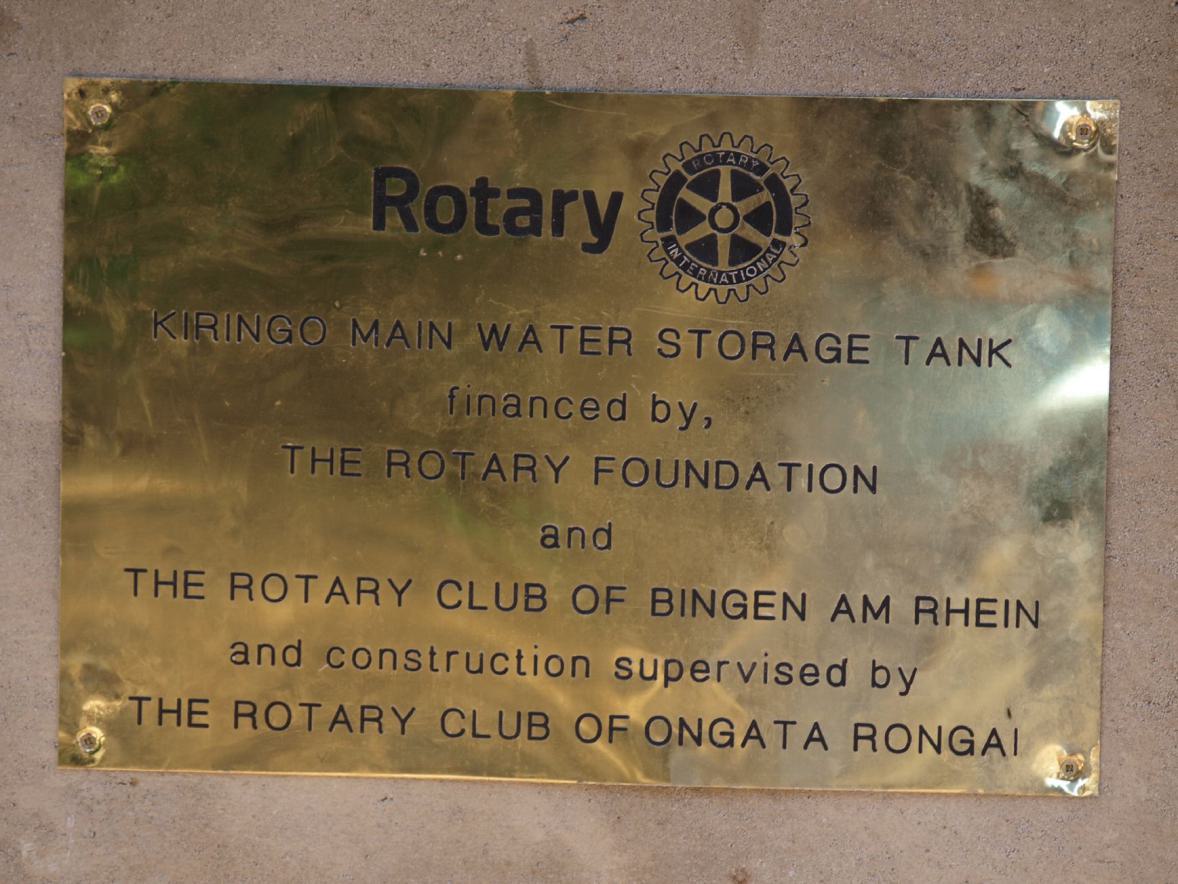 Rotary
ROTARY
INTERNATIONAL
KIRINGO MAIN WATER STORAGE TANK
financed by,
THE ROTARY FOUNDATION
and
THE ROTARY CLUB OF BINGEN AM RHEIN
and construction supervised by
THE ROTARY CLUB OF ONGATA RONGAI